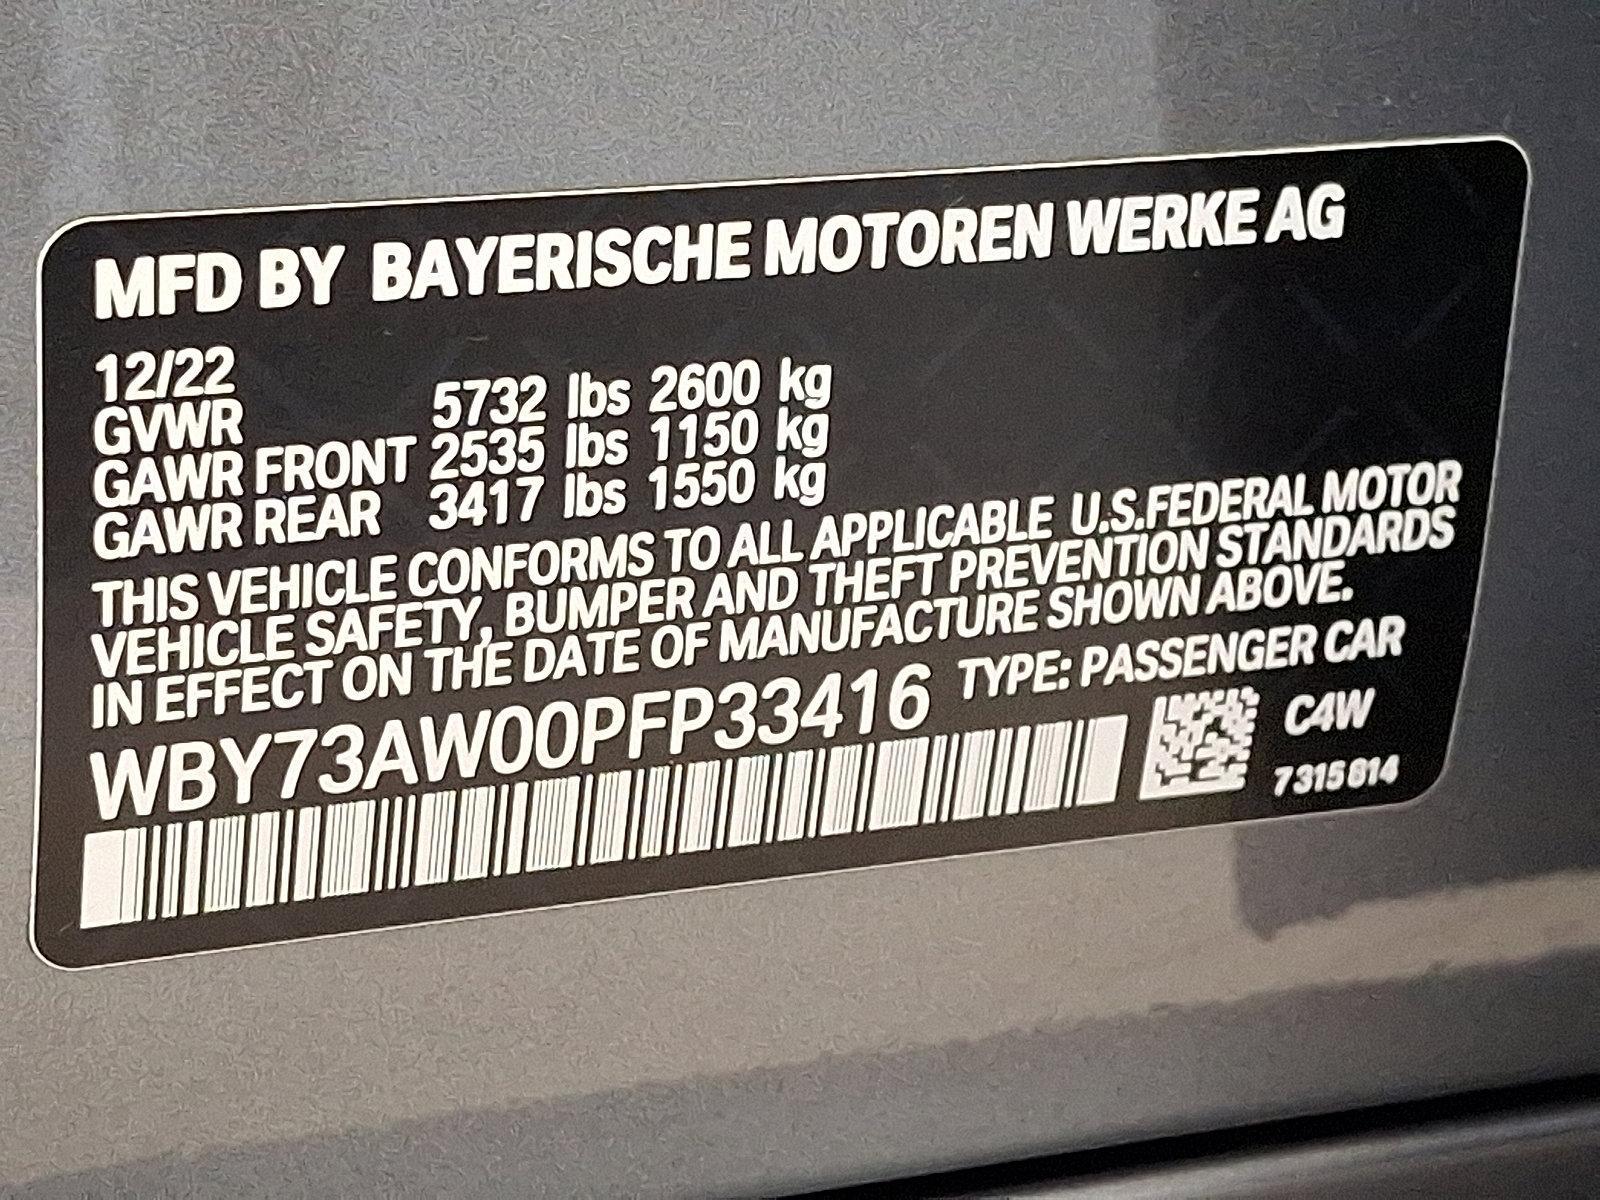 MFD BY BAYERISCHE MOTOREN WERKE AG
12/22
GVWR 5732 lbs 2600 kg
GAWR FRONT 2535 lbs 1150 kg
GAWR REAR 3417 lbs 1550 kg
THIS VEHICLE CONFORMS TO ALL APPLICABLE U.S.FEDERAL MOTOR
VEHICLE SAFETY, BUMPER AND THEFT PREVENTION STANDARDS
IN EFFECT ON THE DATE OF MANUFACTURE SHOWN ABOVE.
WBY73AW00PFP33416 TYPE: PASSENGER CAR
C4W
7315814